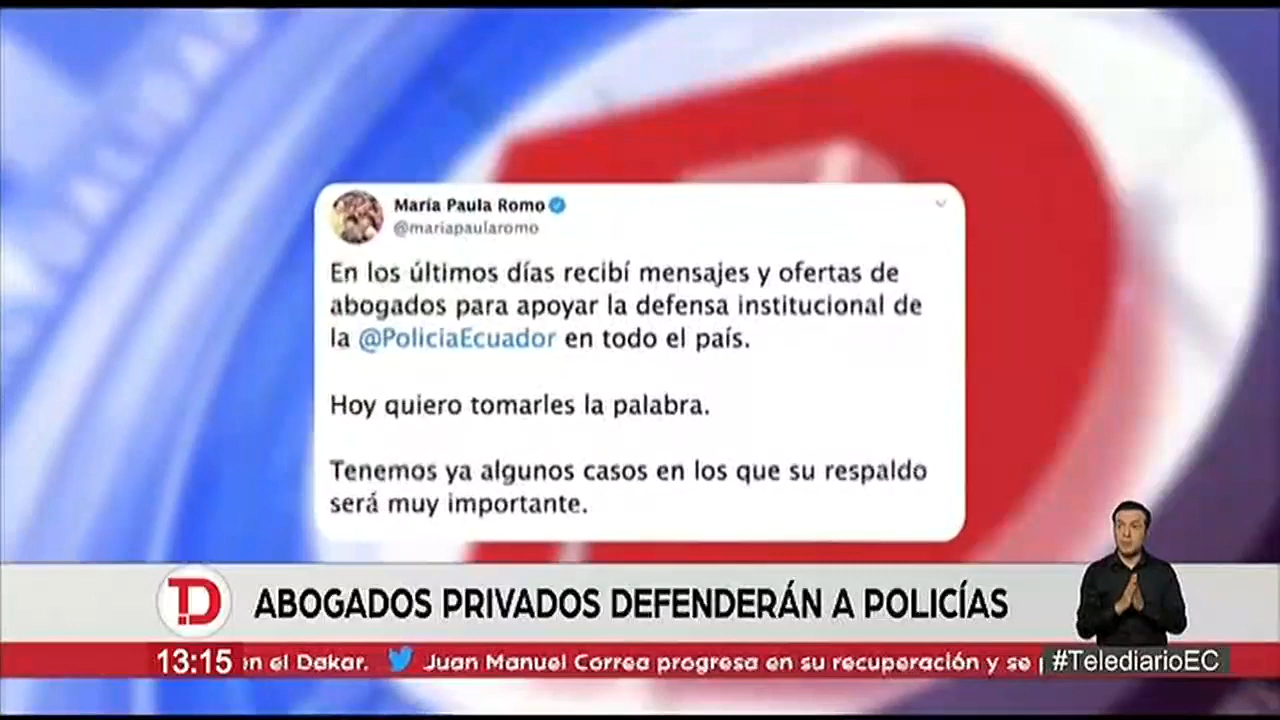 María Paula Romo
@mariapaularomo
En los últimos días recibí mensajes y ofertas de
abogados para apoyar la defensa institucional de
la @PoliciaEcuador en todo el país.
Hoy quiero tomarles la palabra.
Tenemos ya algunos casos en los que su respaldo
será muy importante.
TD ABOGADOS PRIVADOS DEFENDERÁN A POLICÍAS
13:15 en el Dakar. Juan Manuel Correa progresa en su recuperación y se #TelediarioEC